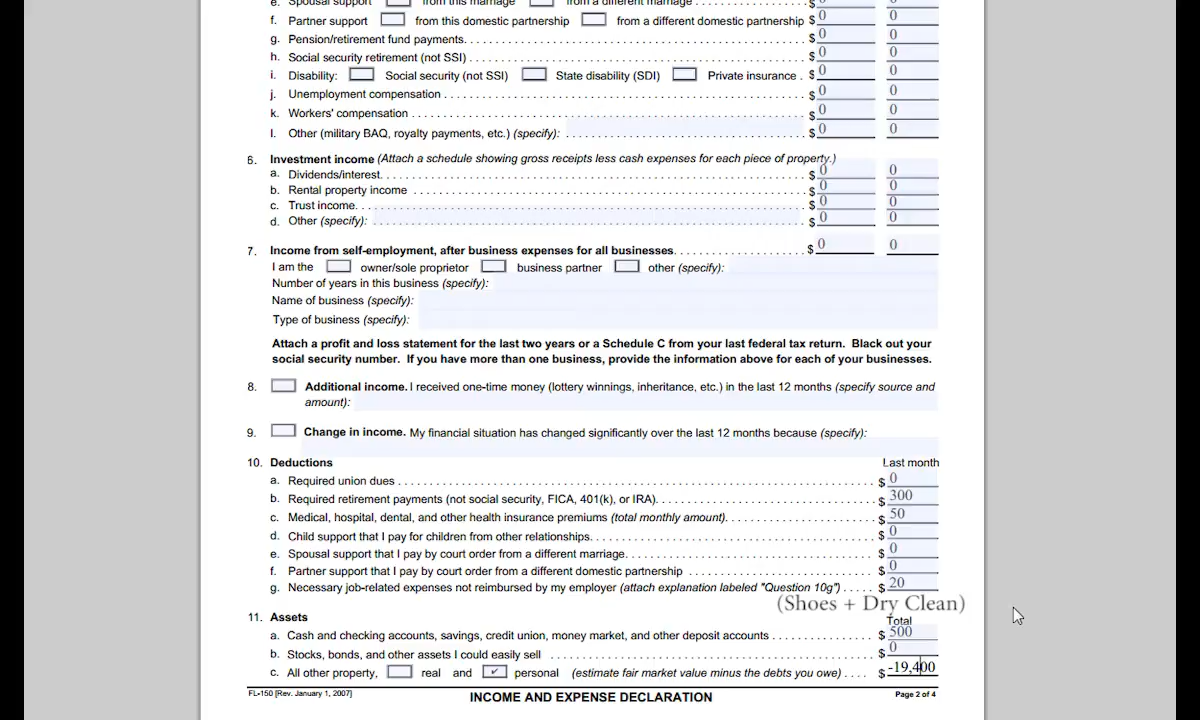 e. Spousal support from this marriage from a different marriage $ 0 0
f. Partner support from this domestic partnership from a different domestic partnership $ 0 0
g. Pension/retirement fund payments. $ 0 0
h. Social security retirement (not SSI) $ 0 0
i. Disability: Social security (not SSI) State disability (SDI) Private insurance . $ 0 0
j. Unemployment compensation $ 0 0
k. Workers' compensation $ 0 0
l. Other (military BAQ, royalty payments, etc.) (specify): $ 0 0
6. Investment income (Attach a schedule showing gross receipts less cash expenses for each piece of property.)
a. Dividends/interest. $ 0 0
b. Rental property income $ 0 0
c. Trust income. $ 0 0
d. Other (specify): $ 0 0
7. Income from self-employment, after business expenses for all businesses. $ 0 0
I am the owner/sole proprietor business partner other (specify):
Number of years in this business (specify):
Name of business (specify):
Type of business (specify):
Attach a profit and loss statement for the last two years or a Schedule C from your last federal tax return. Black out your
social security number. If you have more than one business, provide the information above for each of your businesses.
8. Additional income. I received one-time money (lottery winnings, inheritance, etc.) in the last 12 months (specify source and
amount):
9. Change in income. My financial situation has changed significantly over the last 12 months because (specify):
10. Deductions Last month
a. Required union dues $ 0
b. Required retirement payments (not social security, FICA, 401(k), or IRA). $ 300
c. Medical, hospital, dental, and other health insurance premiums (total monthly amount). $ 50
d. Child support that I pay for children from other relationships. $ 0
e. Spousal support that I pay by court order from a different marriage. $ 0
f. Partner support that I pay by court order from a different domestic partnership $ 0
g. Necessary job-related expenses not reimbursed by my employer (attach explanation labeled "Question 10g") $ 20
(Shoes + Dry Clean)
11. Assets Total
a. Cash and checking accounts, savings, credit union, money market, and other deposit accounts $ 500
b. Stocks, bonds, and other assets I could easily sell $ 0
c. All other property, real and ✔ personal (estimate fair market value minus the debts you owe) $ -19,400
FL-150 [Rev. January 1, 2007] INCOME AND EXPENSE DECLARATION Page 2 of 4